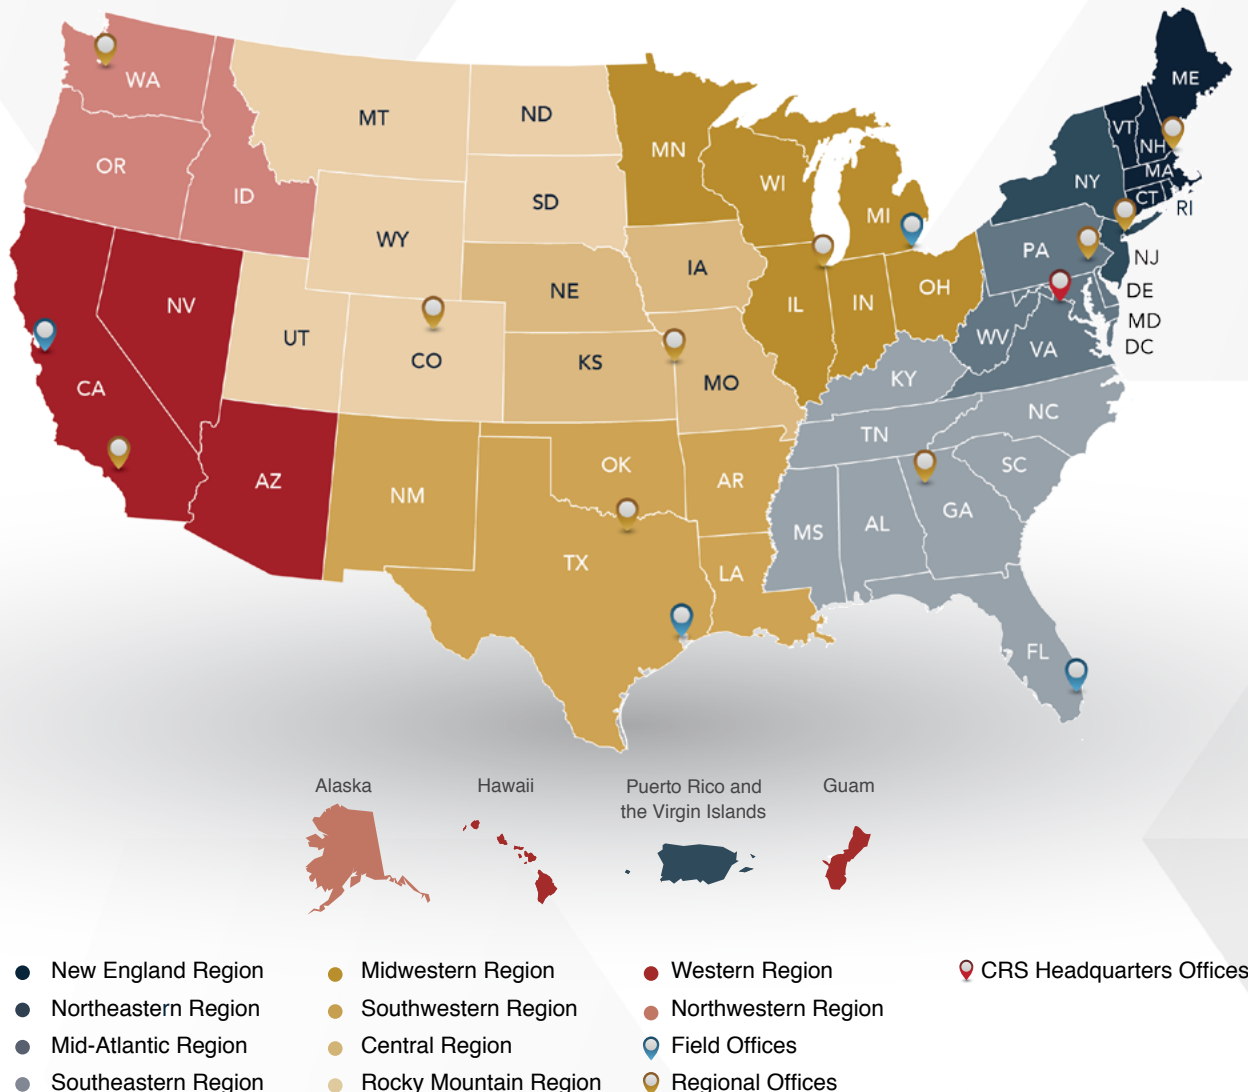 WA
MT
ND
MN
ME
VT
NH
OR
ID
SD
WI
MI
NY
MA
CT
RI
WY
IA
PA
NJ
NV
NE
IL
IN
OH
DE
MD
UT
CO
KS
MO
WV
VA
DC
CA
KY
NC
TN
AZ
NM
OK
AR
SC
GA
MS
AL
TX
LA
FL
Alaska
Hawaii
Puerto Rico and
the Virgin Islands
Guam
New England Region
Northeastern Region
Mid-Atlantic Region
Southeastern Region
Midwestern Region
Southwestern Region
Central Region
Rocky Mountain Region
Western Region
Northwestern Region
Field Offices
Regional Offices
CRS Headquarters Offices